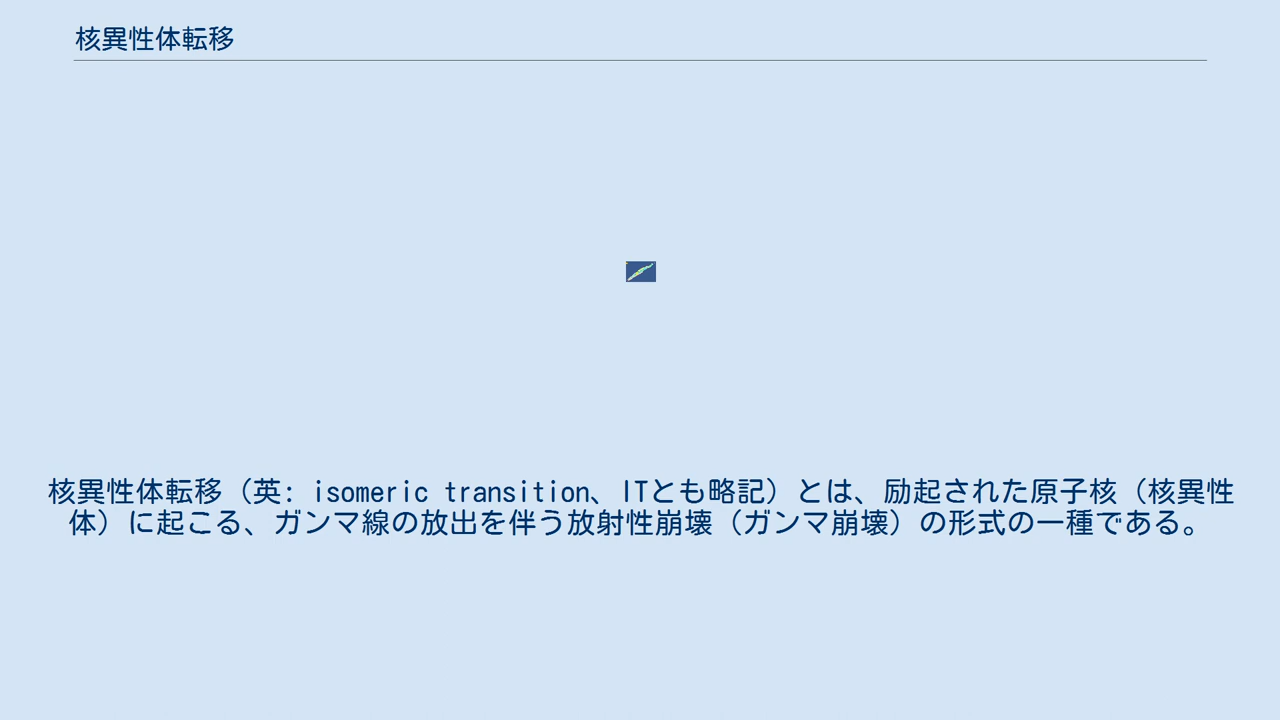 核異性体転移
核異性体転移（英: isomeric transition、ITとも略記）とは、励起された原子核（核異性
体）に起こる、ガンマ線の放出を伴う放射性崩壊（ガンマ崩壊）の形式の一種である。